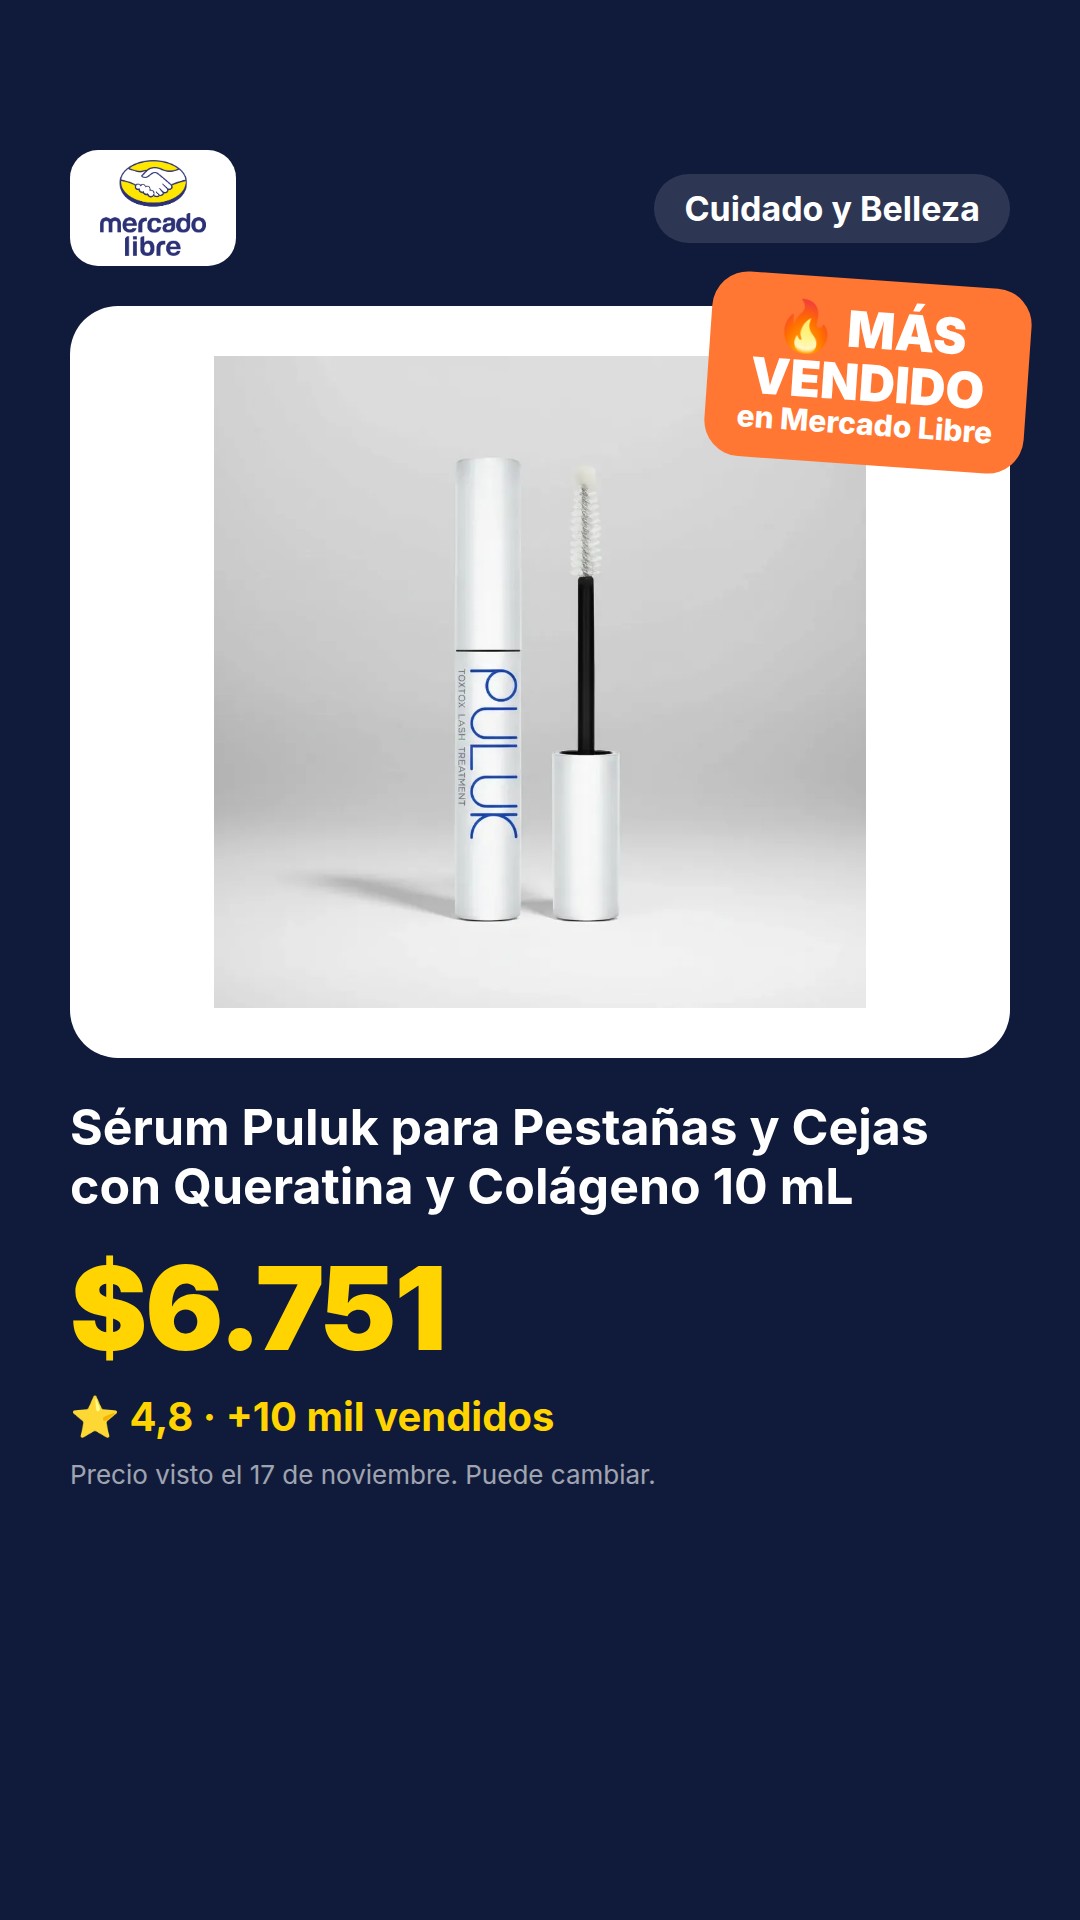 mercado
libre
Cuidado y Belleza
🔥 MÁS
VENDIDO
en Mercado Libre
PULUK
TOXTOX LASH TREATMENT
Sérum Puluk para Pestañas y Cejas
con Queratina y Colágeno 10 mL
$6.751
⭐ 4,8 · +10 mil vendidos
Precio visto el 17 de noviembre. Puede cambiar.